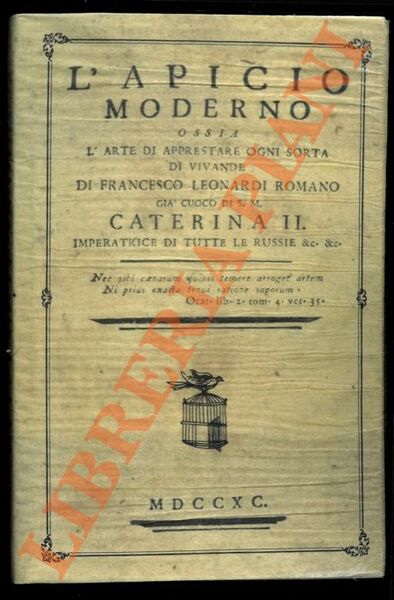 L'APICIO
MODERNO
OSSIA
L'ARTE DI APPRESTARE OGNI SORTA
DI VIVANDE
DI FRANCESCO LEONARDI ROMANO
GIA' CUOCO DI S. M.
CATERINA II.
IMPERATRICE DI TUTTE LE RUSSIE &c. &c.
Nec sibi cœnarum quivis temere arroget artem
Ni prius exacta tenui ratione saporum.
Orat. lib. 2. com. 4. vet. 35.
MDCCXC.
LIBRERIA PIANI